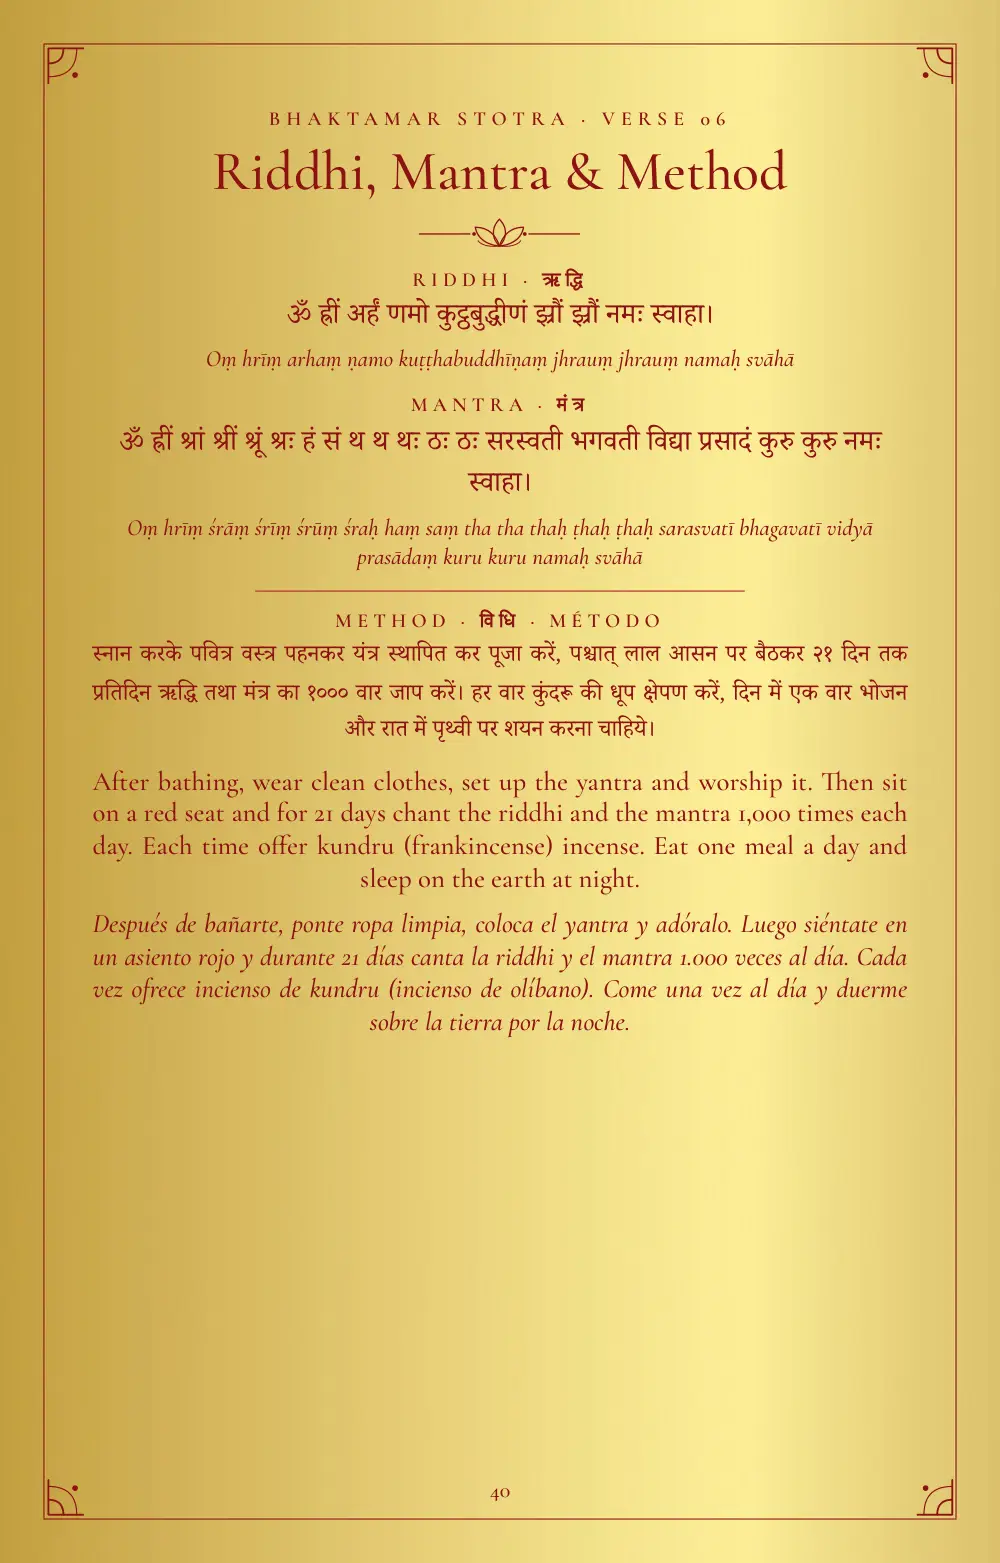 BHAKTAMAR STOTRA · VERSE 06
Riddhi, Mantra & Method
RIDDHI · ऋद्धि
ॐ ह्रीं अर्हं णमो कुट्ठबुद्धीणं झ्रौं झ्रौं नमः स्वाहा।
Oṃ hrīṃ arhaṃ ṇamo kuṭṭhabuddhīṇaṃ jhrauṃ jhrauṃ namaḥ svāhā
MANTRA · मंत्र
ॐ ह्रीं श्रां श्रीं श्रूं श्रः हं सं थ थ थः ठः ठः सरस्वती भगवती विद्या प्रसादं कुरु कुरु नमः
स्वाहा।
Oṃ hrīṃ śrāṃ śrīṃ śrūṃ śraḥ haṃ saṃ tha tha thaḥ ṭhaḥ ṭhaḥ sarasvatī bhagavatī vidyā
prasādaṃ kuru kuru namaḥ svāhā
METHOD · विधि · MÉTODO
स्नान करके पवित्र वस्त्र पहनकर यंत्र स्थापित कर पूजा करें, पश्चात् लाल आसन पर बैठकर २१ दिन तक
प्रतिदिन ऋद्धि तथा मंत्र का १००० वार जाप करें। हर वार कुंदरू की धूप क्षेपण करें, दिन में एक वार भोजन
और रात में पृथ्वी पर शयन करना चाहिये।
After bathing, wear clean clothes, set up the yantra and worship it. Then sit
on a red seat and for 21 days chant the riddhi and the mantra 1,000 times each
day. Each time offer kundru (frankincense) incense. Eat one meal a day and
sleep on the earth at night.
Después de bañarte, ponte ropa limpia, coloca el yantra y adóralo. Luego siéntate en
un asiento rojo y durante 21 días canta la riddhi y el mantra 1.000 veces al día. Cada
vez ofrece incienso de kundru (incienso de olíbano). Come una vez al día y duerme
sobre la tierra por la noche.
40